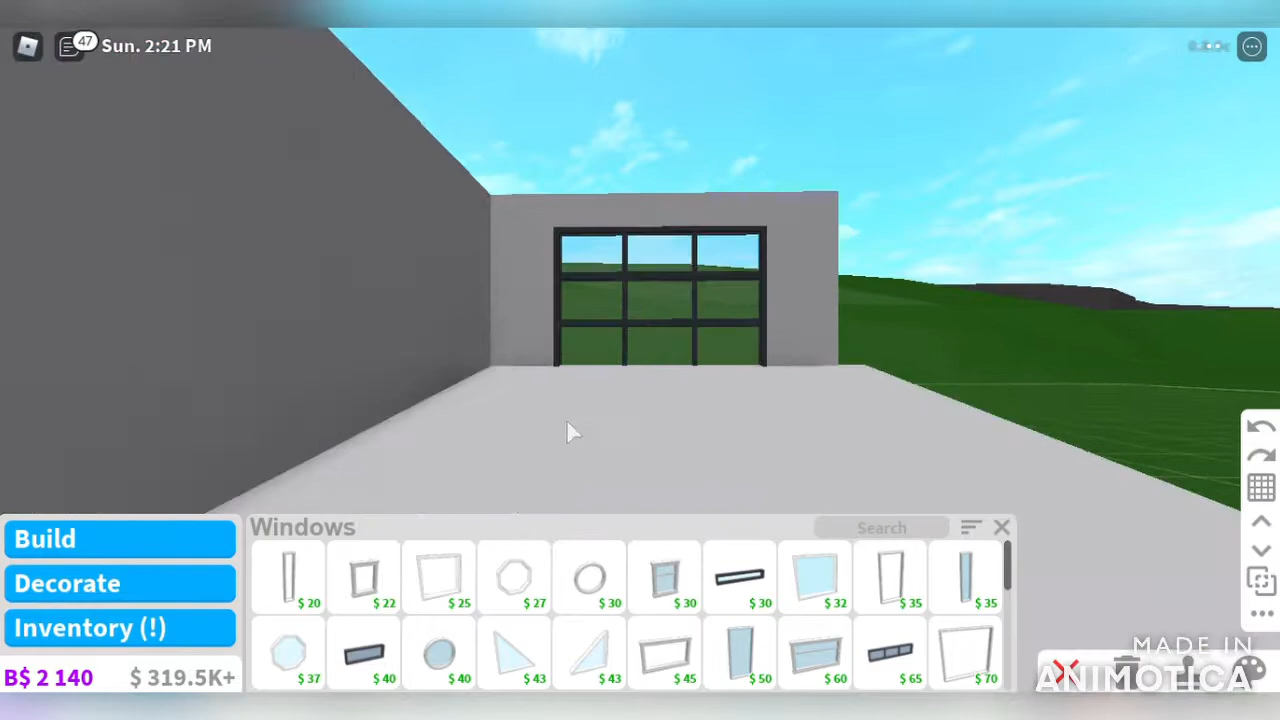 47
Sun. 2:21 PM
Build
Decorate
Inventory (!)
B$ 2 140
$ 319.5K+
Windows
Search
$ 20
$ 22
$ 25
$ 27
$ 30
$ 30
$ 30
$ 32
$ 35
$ 35
$ 37
$ 40
$ 40
$ 43
$ 43
$ 45
$ 50
$ 60
$ 65
$ 70
MADE IN
ANIMOTICA